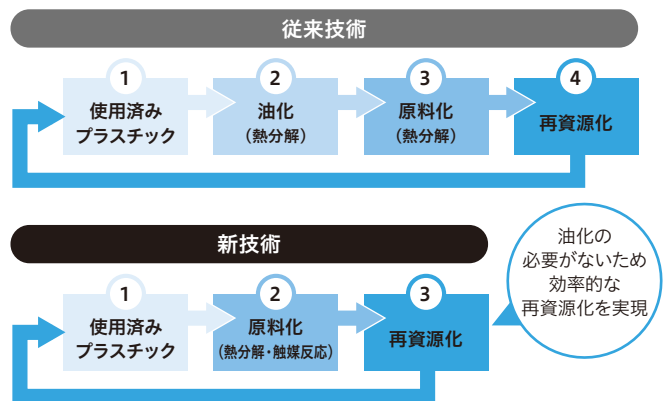 従来技術
1
使用済み
プラスチック
2
油化
(熱分解)
3
原料化
(熱分解)
4
再資源化
新技術
1
使用済み
プラスチック
2
原料化
(熱分解・触媒反応)
3
再資源化
油化の
必要がないため
効率的な
再資源化を実現